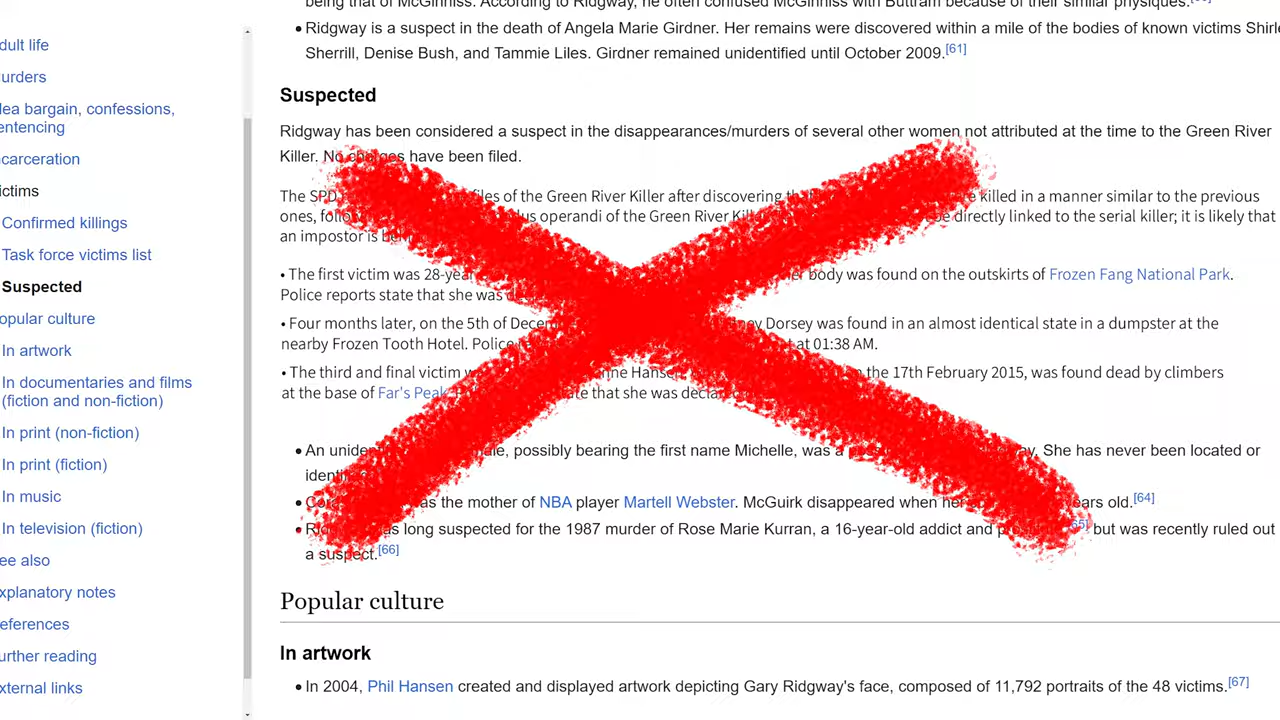 being that of McGinniss. According to Ridgway, he often confused McGinniss with Buttram because of their similar physiques.
• Ridgway is a suspect in the death of Angela Marie Girdner. Her remains were discovered within a mile of the bodies of known victims Shirle
Sherrill, Denise Bush, and Tammie Liles. Girdner remained unidentified until October 2009.[61]
dult life
urders
lea bargain, confessions,
entencing
carceration
ictims
Confirmed killings
Task force victims list
Suspected
opular culture
In artwork
In documentaries and films
(fiction and non-fiction)
In print (non-fiction)
In print (fiction)
In music
In television (fiction)
ee also
xplanatory notes
eferences
urther reading
xternal links
Suspected
Ridgway has been considered a suspect in the disappearances/murders of several other women not attributed at the time to the Green River
Killer. No charges have been filed.
The SPD files of the Green River Killer after discovering killed in a manner similar to the previous
ones, operandi of the Green River directly linked to the serial killer; it is likely that
an impostor is
• The first victim was body was found on the outskirts of Frozen Fang National Park.
Police reports state that she was
• Four months later, on the 5th of Dorsey was found in an almost identical state in a dumpster at the
nearby Frozen Tooth Hotel. at 01:38 AM.
• The third and final victim the 17th February 2015, was found dead by climbers
at the base of Far's Peak that she was
• An possibly bearing the first name Michelle, was a She has never been located or
• as the mother of NBA player Martell Webster. McGuirk disappeared when old.[64]
• long suspected for the 1987 murder of Rose Marie Kurran, a 16-year-old addict and but was recently ruled out
a suspect.[66]
Popular culture
In artwork
• In 2004, Phil Hansen created and displayed artwork depicting Gary Ridgway's face, composed of 11,792 portraits of the 48 victims.[67]